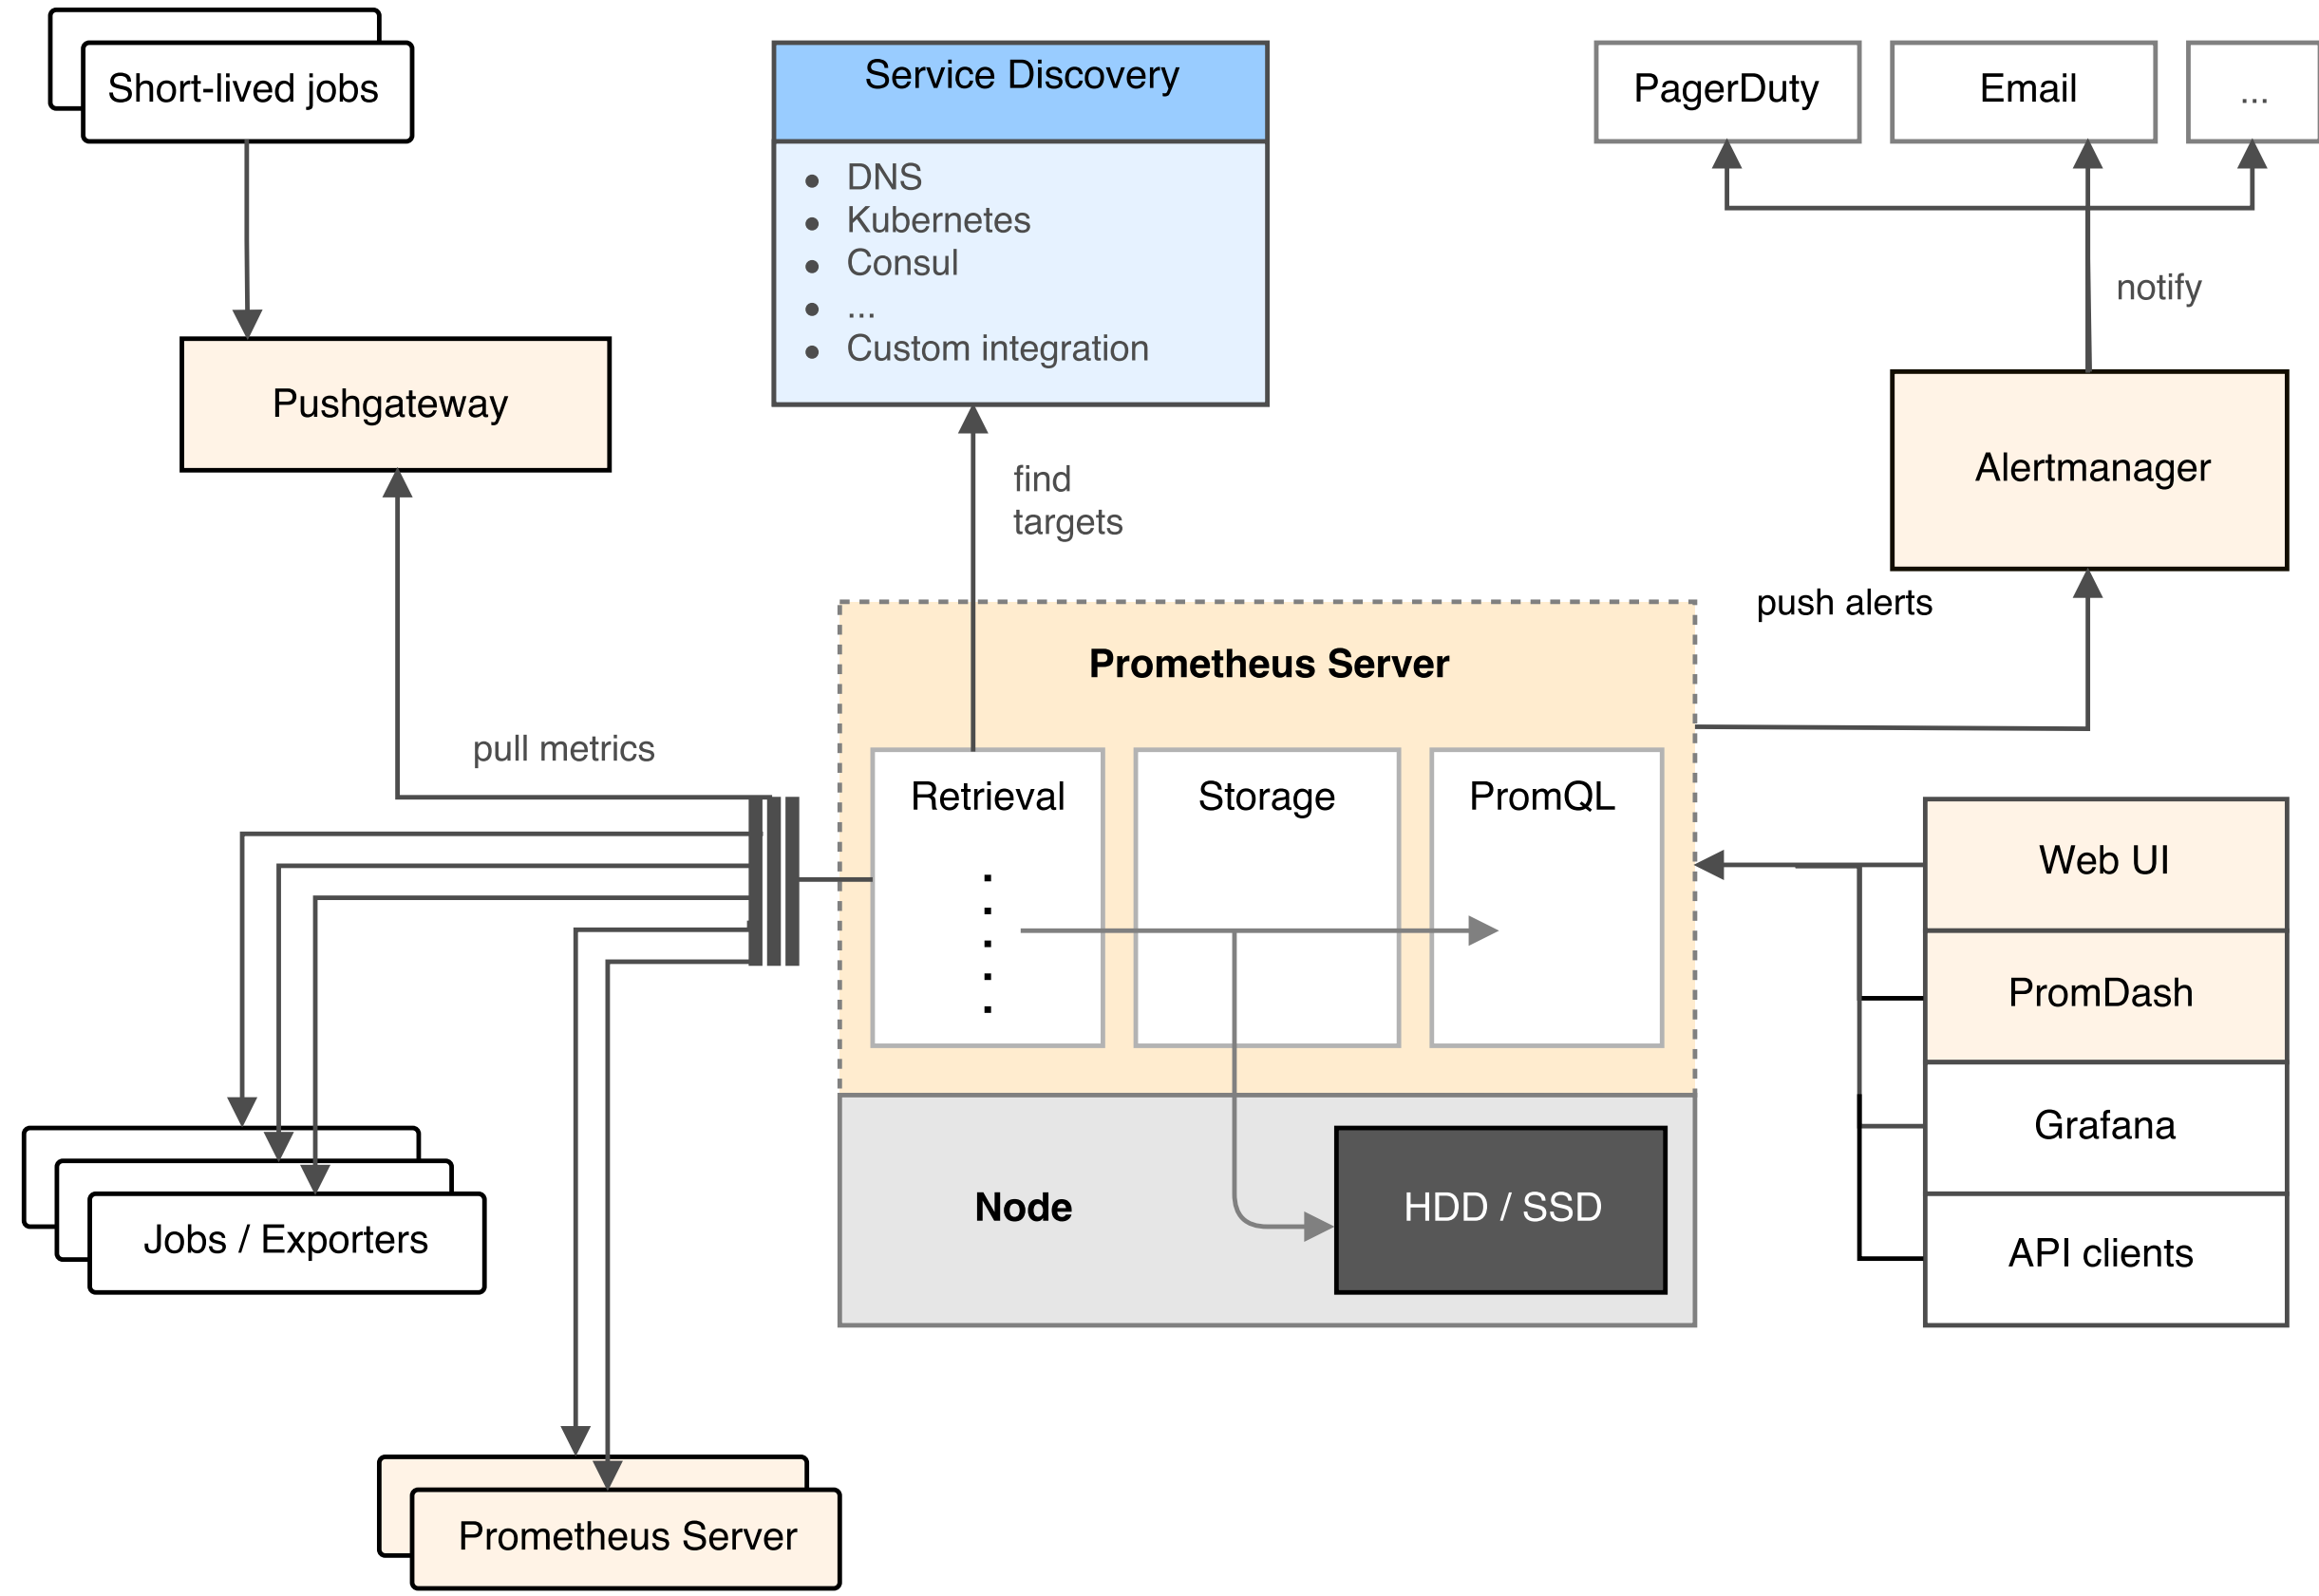 Short-lived jobs
Service Discovery
PagerDuty
Email
...
• DNS
• Kubernetes
• Consul
• ...
• Custom integration
notify
Pushgateway
Alertmanager
find
targets
push alerts
Prometheus Server
pull metrics
Retrieval
Storage
PromQL
Web UI
PromDash
Grafana
API clients
Node
HDD / SSD
Jobs / Exporters
Prometheus Server